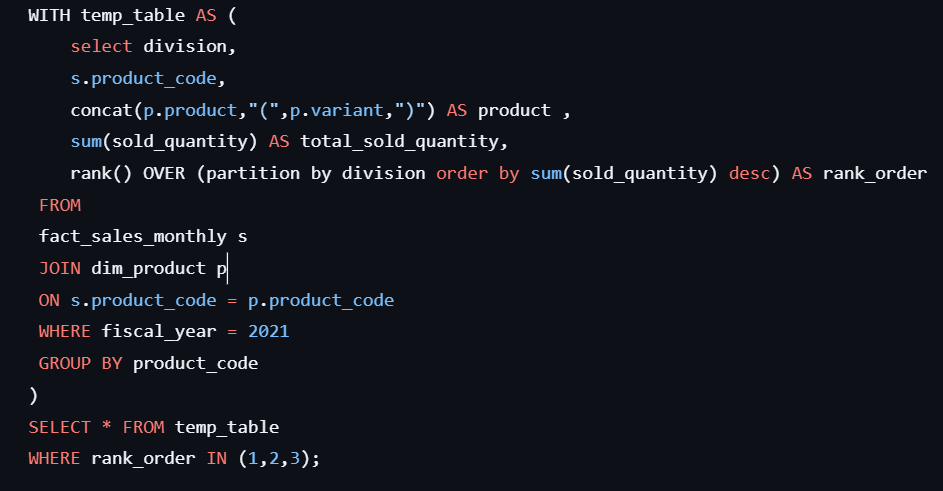 WITH temp_table AS (
select division,
s.product_code,
concat(p.product,"(",p.variant,")") AS product ,
sum(sold_quantity) AS total_sold_quantity,
rank() OVER (partition by division order by sum(sold_quantity) desc) AS rank_order
FROM
fact_sales_monthly s
JOIN dim_product p
ON s.product_code = p.product_code
WHERE fiscal_year = 2021
GROUP BY product_code
)
SELECT * FROM temp_table
WHERE rank_order IN (1,2,3);